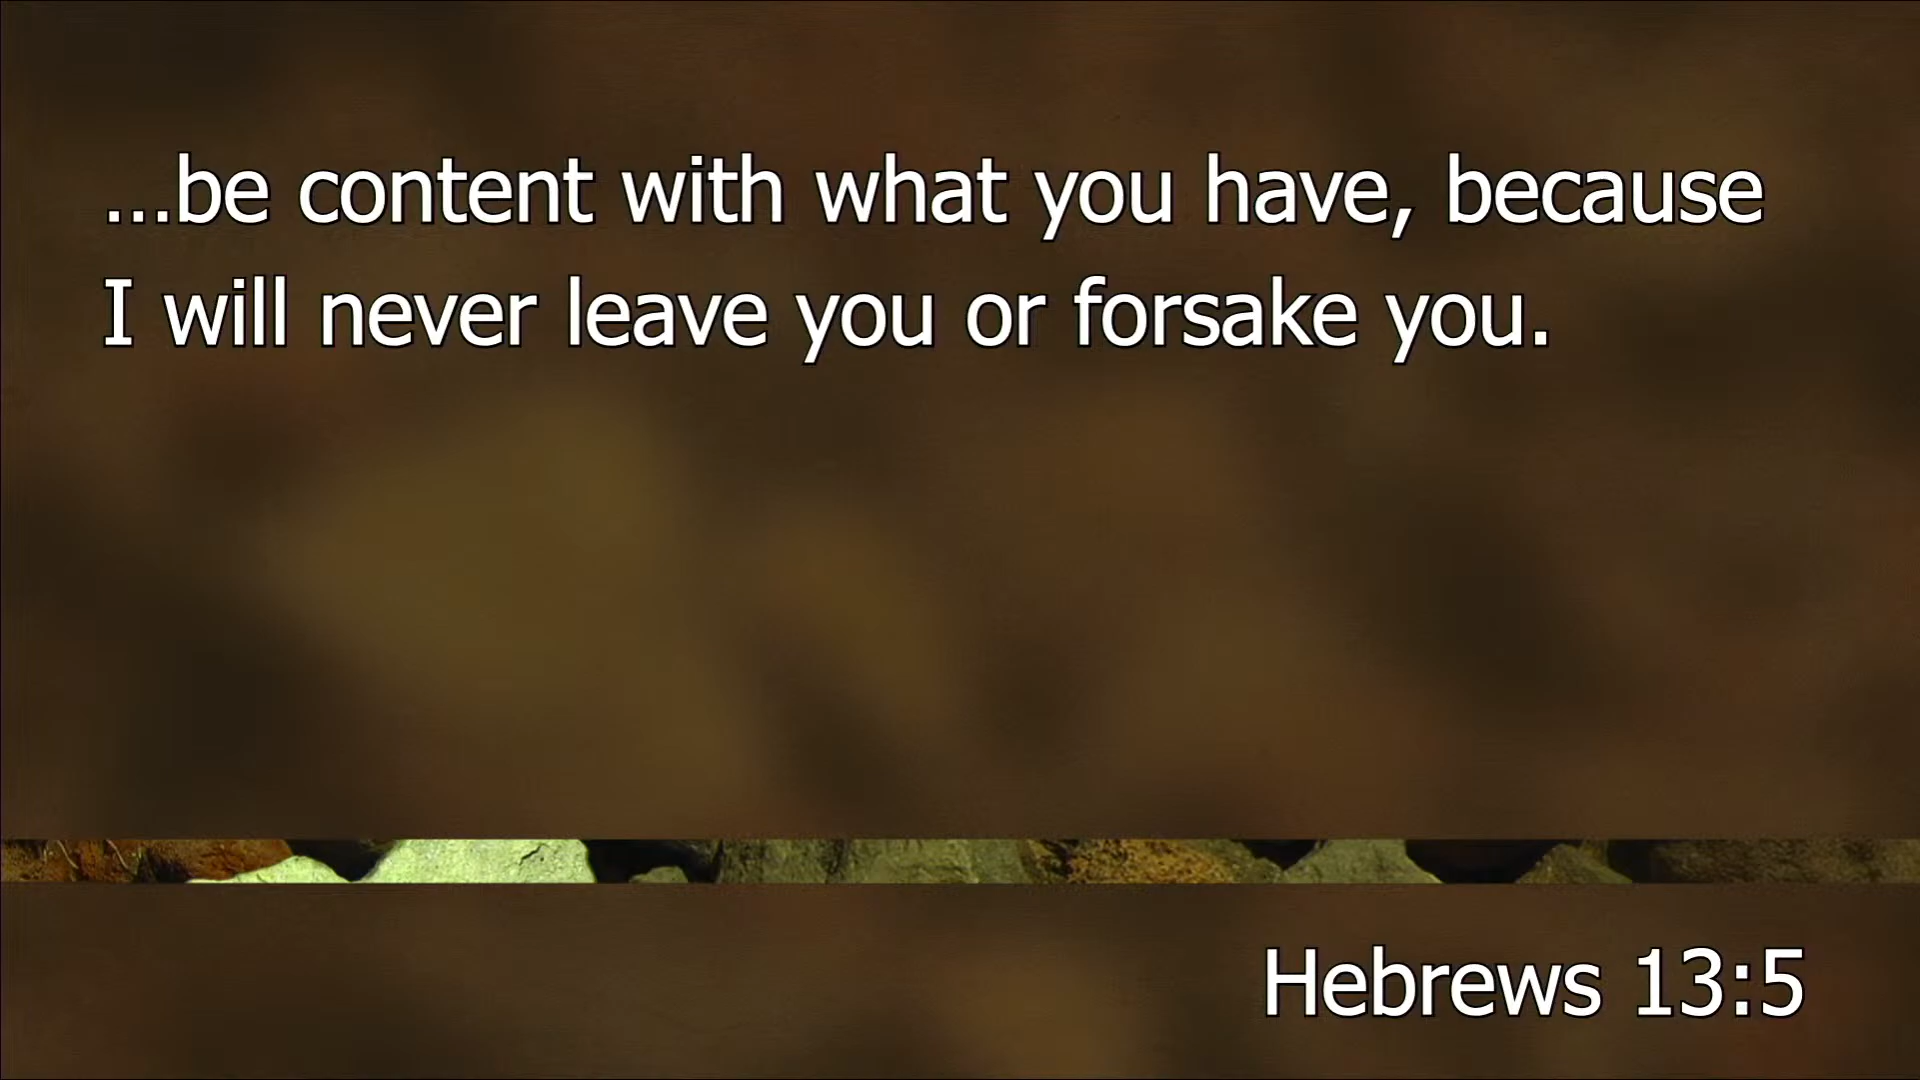 ...be content with what you have, because
I will never leave you or forsake you.
Hebrews 13:5